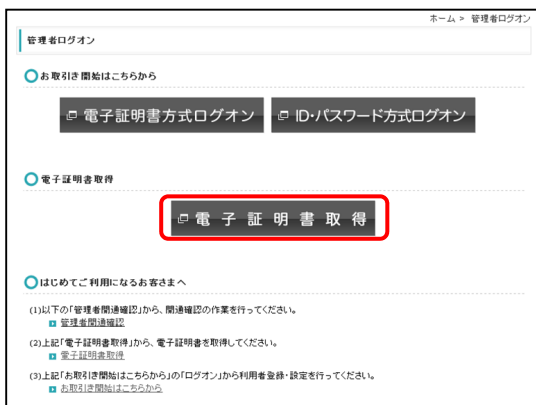 ホーム > 管理者ログオン
管理者ログオン
お取引き開始はこちらから
電子証明書方式ログオン
ID・パスワード方式ログオン
電子証明書取得
電子証明書取得
はじめてご利用になるお客さまへ
(1)以下の「管理者開通確認」から、開通確認の作業を行ってください。
管理者開通確認
(2)上記「電子証明書取得」から、電子証明書を取得してください。
電子証明書取得
(3)上記「お取引き開始はこちらから」の「ログオン」から利用者登録・設定を行ってください。
お取引き開始はこちらから